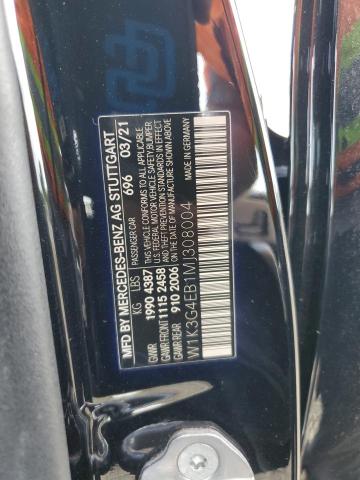 MFD BY MERCEDES-BENZ AG STUTTGART
PASSENGER CAR 696 03/21
KG LBS
GVWR 1990 4387
GAWR FRONT 1115 2458
GAWR REAR 910 2006
THIS VEHICLE CONFORMS TO ALL APPLICABLE
U.S. FEDERAL MOTOR VEHICLE SAFETY, BUMPER
AND THEFT PREVENTION STANDARDS
IN EFFECT ON THE DATE OF
MANUFACTURE SHOWN ABOVE
MADE IN GERMANY
W1K3G4EB1MJ308004